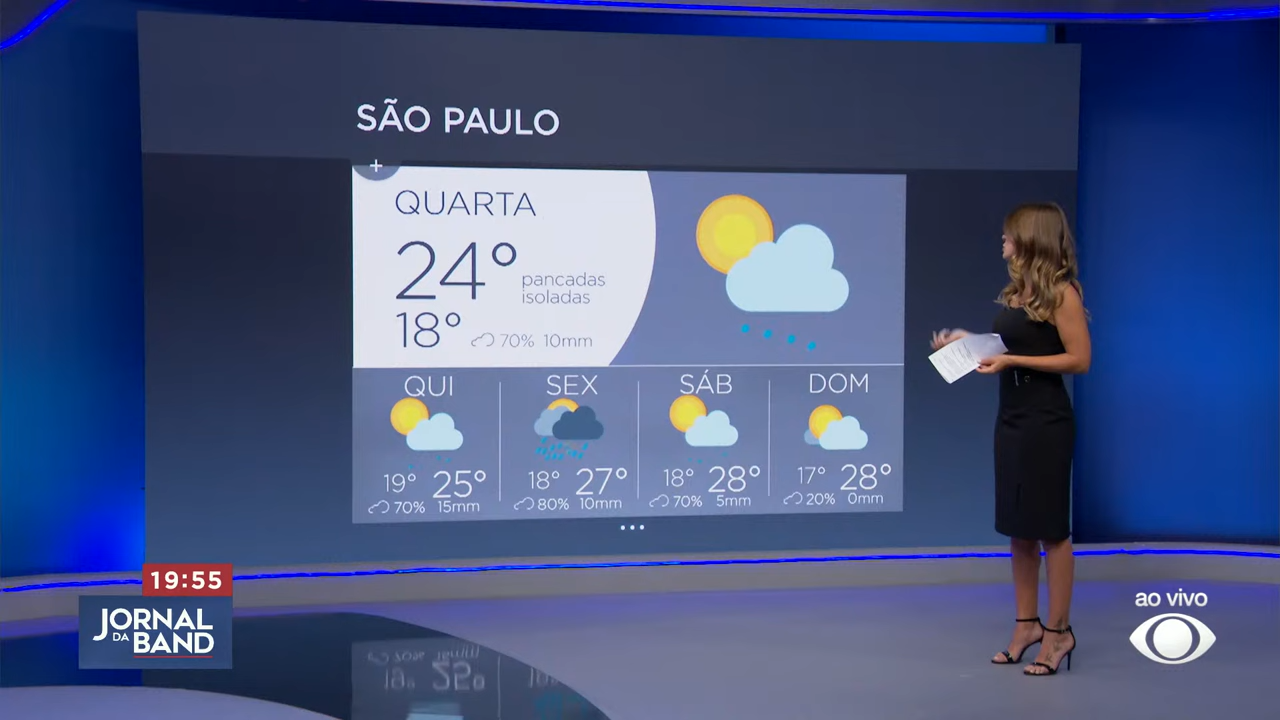 SÃO PAULO
+
QUARTA
24°
pancadas
isoladas
18° 70% 10mm
QUI SEX SÁB DOM
19° 25° 18° 27° 18° 28° 17° 28°
70% 15mm 80% 10mm 70% 5mm 20% 0mm
19:55
JORNAL
DA BAND
ao vivo